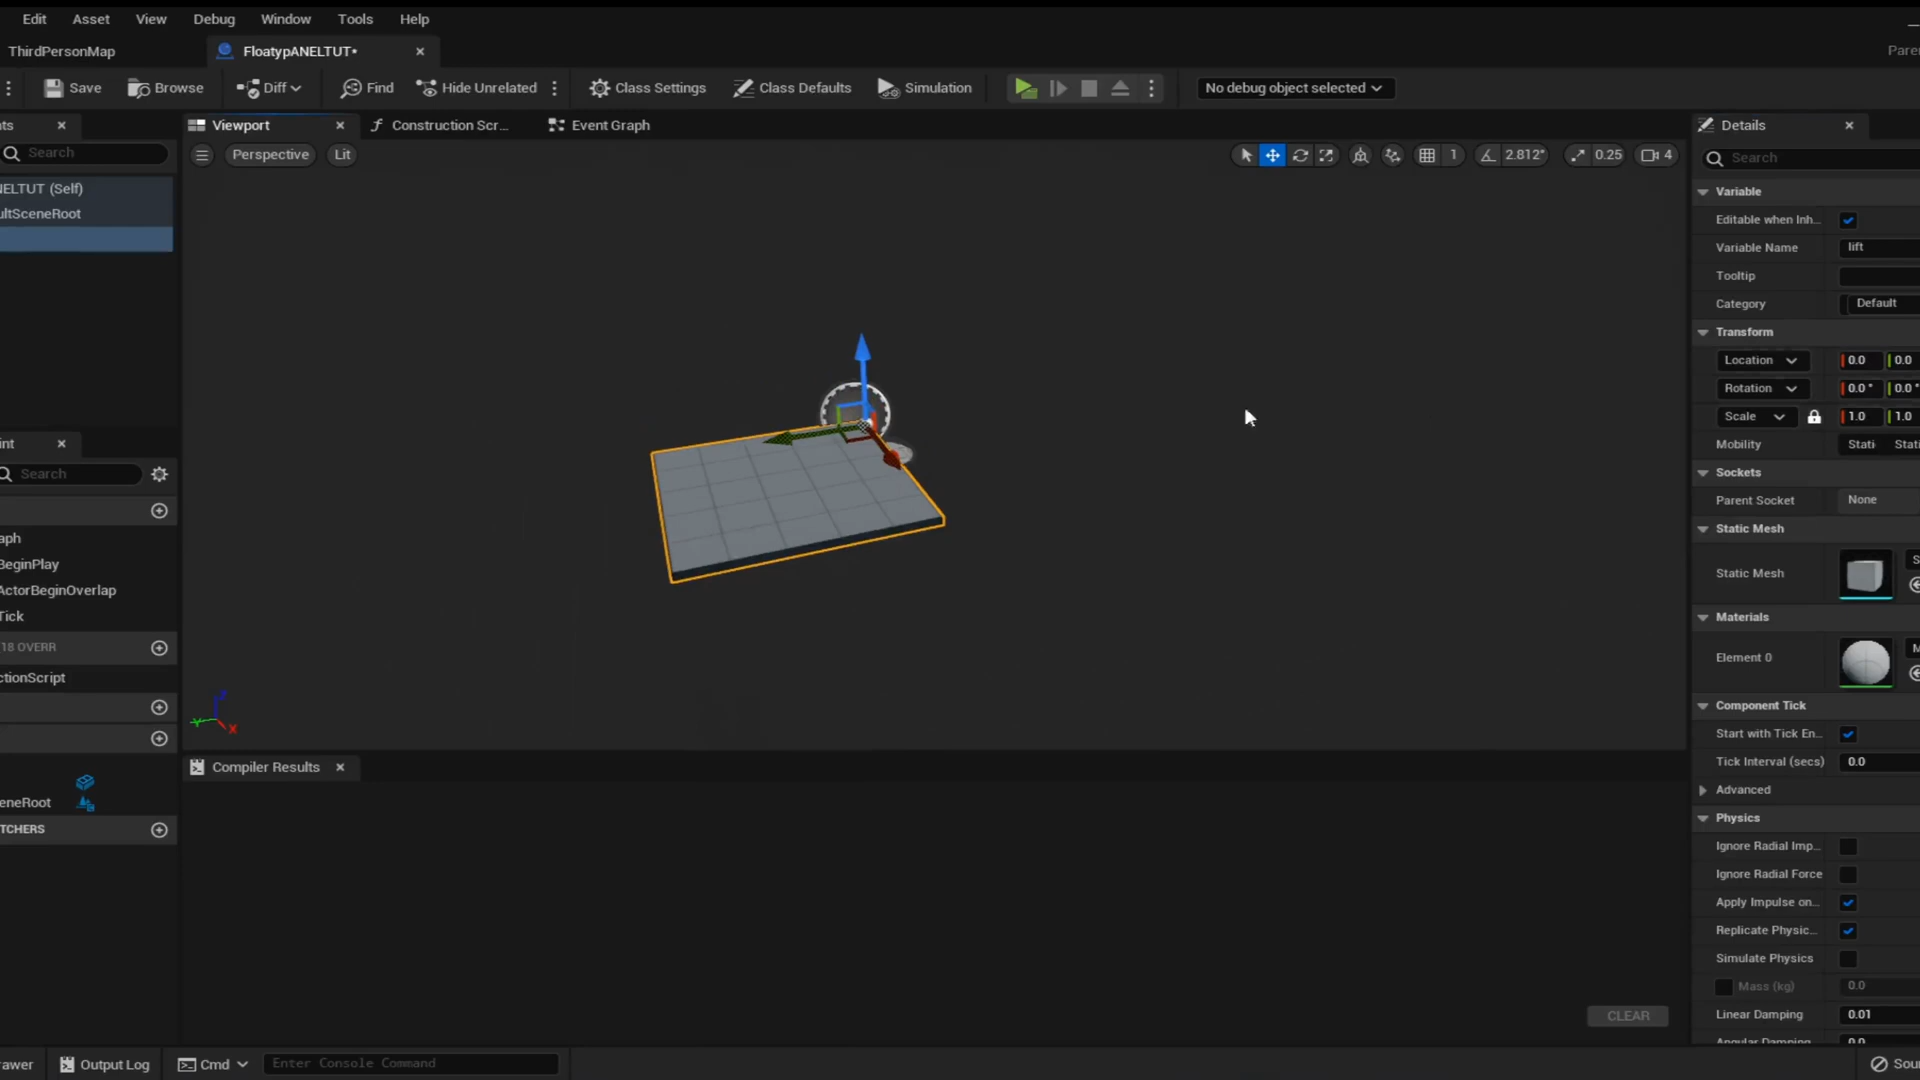 Edit Asset View Debug Window Tools Help
ThirdPersonMap FloatypANELTUT•
Save Browse Diff Find Hide Unrelated Class Settings Class Defaults Simulation No debug object selected
Viewport Construction Scr... Event Graph
Perspective Lit 1 2.812° 0.25 4
nts
Search
NELTUT (Self)
ultSceneRoot
int
Search
aph
BeginPlay
ActorBeginOverlap
Tick
18 OVERR
ctionScript
eneRoot
TCHERS
Compiler Results
CLEAR
Details
Search
Variable
Editable when Inh...
Variable Name lift
Tooltip
Category Default
Transform
Location 0.0 0.0
Rotation 0.0 ° 0.0 °
Scale 1.0 1.0
Mobility Stati Stati
Sockets
Parent Socket None
Static Mesh
Static Mesh S
Materials
Element 0 M
Component Tick
Start with Tick En...
Tick Interval (secs) 0.0
Advanced
Physics
Ignore Radial Imp...
Ignore Radial Force
Apply Impulse on...
Replicate Physic...
Simulate Physics
Mass (kg) 0.0
Linear Damping 0.01
Angular Damping 0.0
Pare
rawer Output Log Cmd Enter Console Command Sou
z
y x